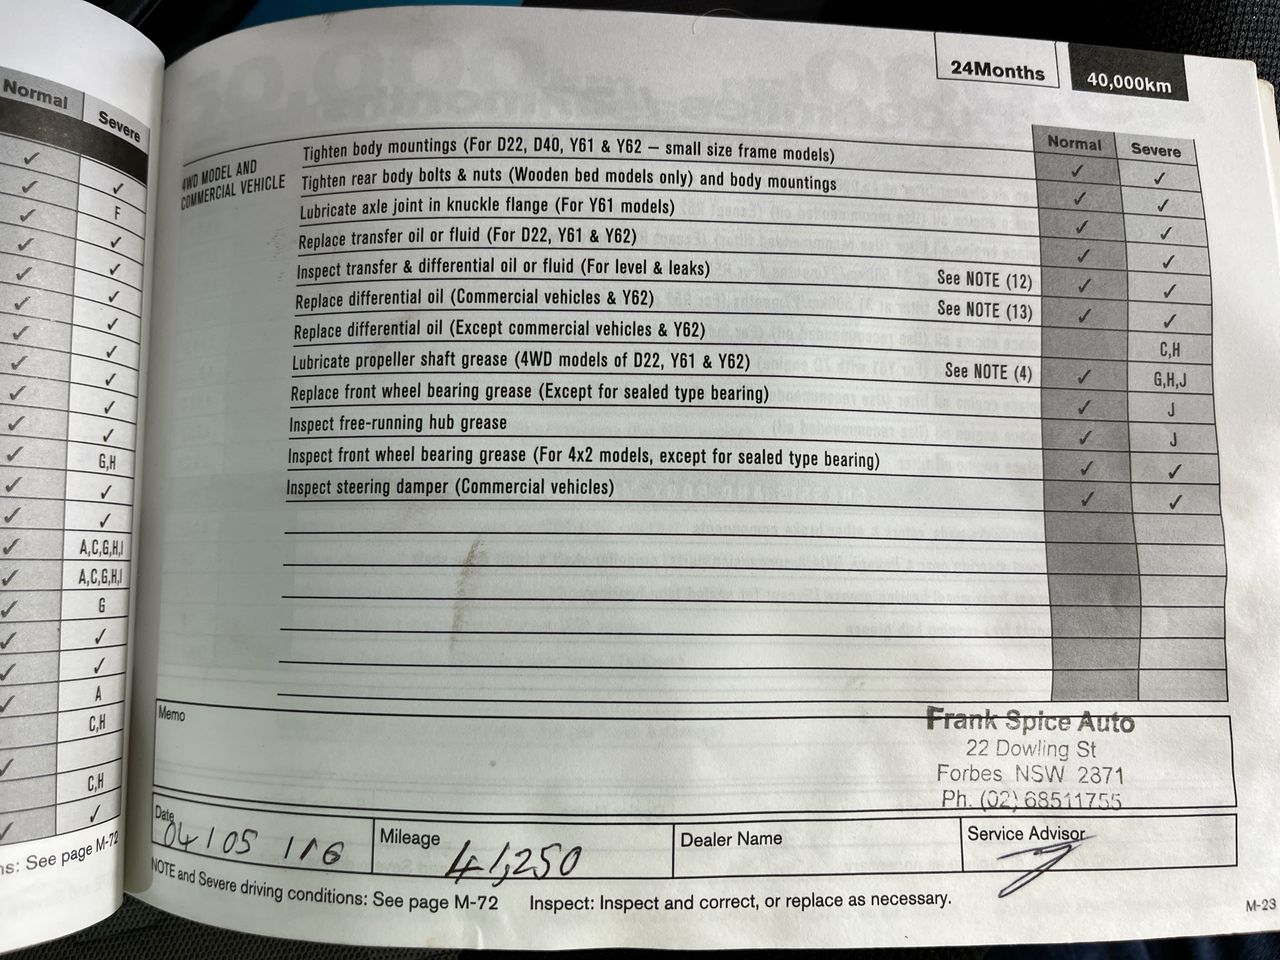 Normal Severe
✓
✓ ✓
✓ F
✓ ✓
✓ ✓
✓ ✓
✓ ✓
✓ ✓
✓ ✓
✓ ✓
✓ ✓
✓ G,H
✓ ✓
✓ ✓
✓ A,C,G,H,I
✓ A,C,G,H,I
✓ G
✓ ✓
✓ ✓
✓ A
C,H
✓
C,H
✓ ✓
ns: See page M-72
24Months 40,000km
Normal Severe
4WD MODEL AND
COMMERCIAL VEHICLE
Tighten body mountings (For D22, D40, Y61 & Y62 – small size frame models) ✓ ✓
Tighten rear body bolts & nuts (Wooden bed models only) and body mountings ✓ ✓
Lubricate axle joint in knuckle flange (For Y61 models) ✓ ✓
Replace transfer oil or fluid (For D22, Y61 & Y62) ✓ ✓
Inspect transfer & differential oil or fluid (For level & leaks) See NOTE (12) ✓ ✓
Replace differential oil (Commercial vehicles & Y62) See NOTE (13) ✓ ✓
Replace differential oil (Except commercial vehicles & Y62) C,H
Lubricate propeller shaft grease (4WD models of D22, Y61 & Y62) See NOTE (4) ✓ G,H,J
Replace front wheel bearing grease (Except for sealed type bearing) ✓ J
Inspect free-running hub grease ✓ J
Inspect front wheel bearing grease (For 4x2 models, except for sealed type bearing) ✓ ✓
Inspect steering damper (Commercial vehicles) ✓ ✓
Memo
Frank Spice Auto
22 Dowling St
Forbes NSW 2871
Ph. (02) 68511755
Date 04 / 05 / 16
Mileage 41,250
Dealer Name
Service Advisor
NOTE and Severe driving conditions: See page M-72 Inspect: Inspect and correct, or replace as necessary.
M-23